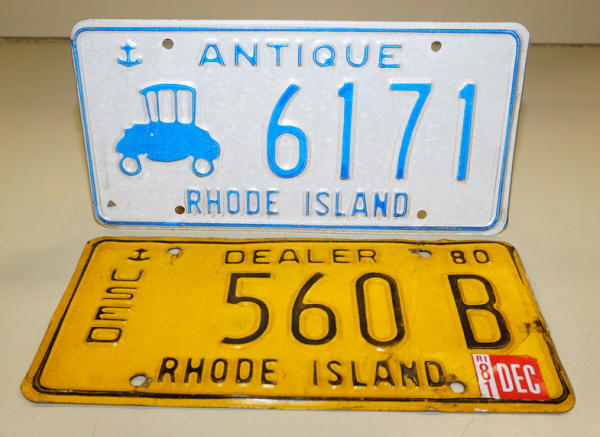 ANTIQUE
6171
RHODE ISLAND
DEALER 80
USED
560 B
RHODE ISLAND
RI 81 DEC